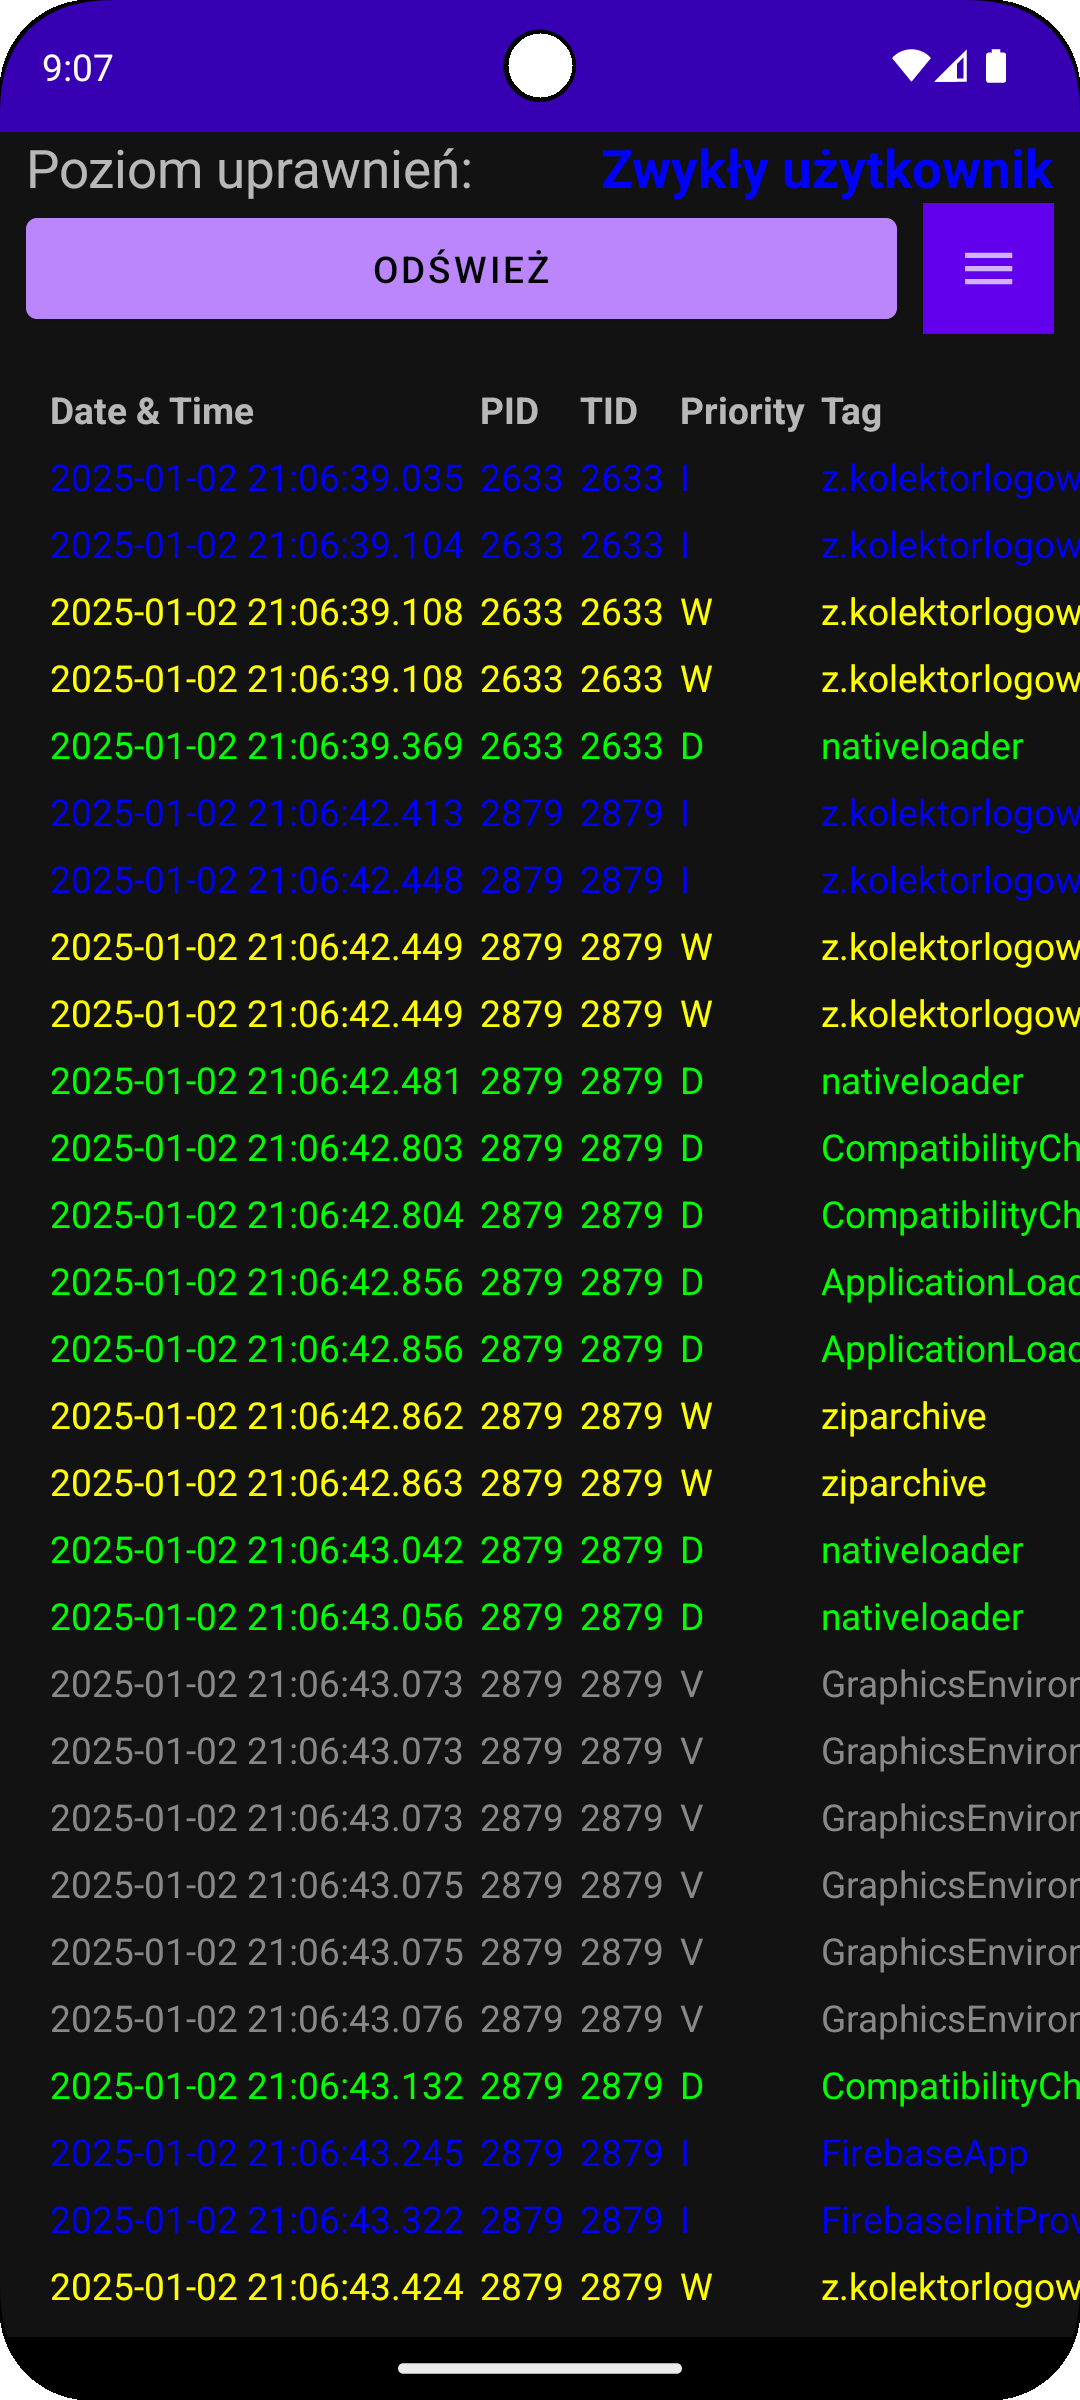 9:07
Poziom uprawnień: Zwykły użytkownik
ODŚWIEŻ
Date & Time PID TID Priority Tag
2025-01-02 21:06:39.035 2633 2633 I z.kolektorlogow
2025-01-02 21:06:39.104 2633 2633 I z.kolektorlogow
2025-01-02 21:06:39.108 2633 2633 W z.kolektorlogow
2025-01-02 21:06:39.108 2633 2633 W z.kolektorlogow
2025-01-02 21:06:39.369 2633 2633 D nativeloader
2025-01-02 21:06:42.413 2879 2879 I z.kolektorlogow
2025-01-02 21:06:42.448 2879 2879 I z.kolektorlogow
2025-01-02 21:06:42.449 2879 2879 W z.kolektorlogow
2025-01-02 21:06:42.449 2879 2879 W z.kolektorlogow
2025-01-02 21:06:42.481 2879 2879 D nativeloader
2025-01-02 21:06:42.803 2879 2879 D CompatibilityCh
2025-01-02 21:06:42.804 2879 2879 D CompatibilityCh
2025-01-02 21:06:42.856 2879 2879 D ApplicationLoad
2025-01-02 21:06:42.856 2879 2879 D ApplicationLoad
2025-01-02 21:06:42.862 2879 2879 W ziparchive
2025-01-02 21:06:42.863 2879 2879 W ziparchive
2025-01-02 21:06:43.042 2879 2879 D nativeloader
2025-01-02 21:06:43.056 2879 2879 D nativeloader
2025-01-02 21:06:43.073 2879 2879 V GraphicsEnviron
2025-01-02 21:06:43.073 2879 2879 V GraphicsEnviron
2025-01-02 21:06:43.073 2879 2879 V GraphicsEnviron
2025-01-02 21:06:43.075 2879 2879 V GraphicsEnviron
2025-01-02 21:06:43.075 2879 2879 V GraphicsEnviron
2025-01-02 21:06:43.076 2879 2879 V GraphicsEnviron
2025-01-02 21:06:43.132 2879 2879 D CompatibilityCh
2025-01-02 21:06:43.245 2879 2879 I FirebaseApp
2025-01-02 21:06:43.322 2879 2879 I FirebaseInitProv
2025-01-02 21:06:43.424 2879 2879 W z.kolektorlogow